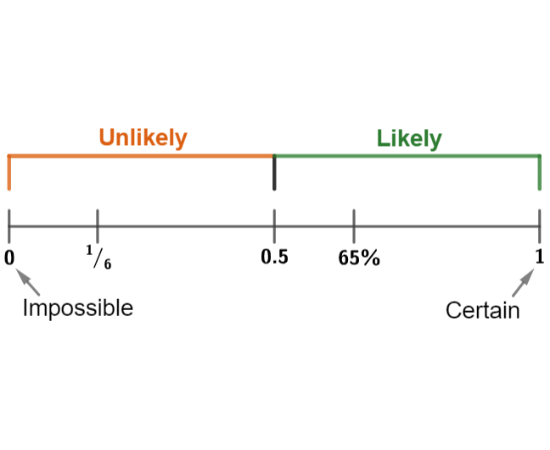 Unlikely Likely
0 1/6 0.5 65% 1
Impossible Certain